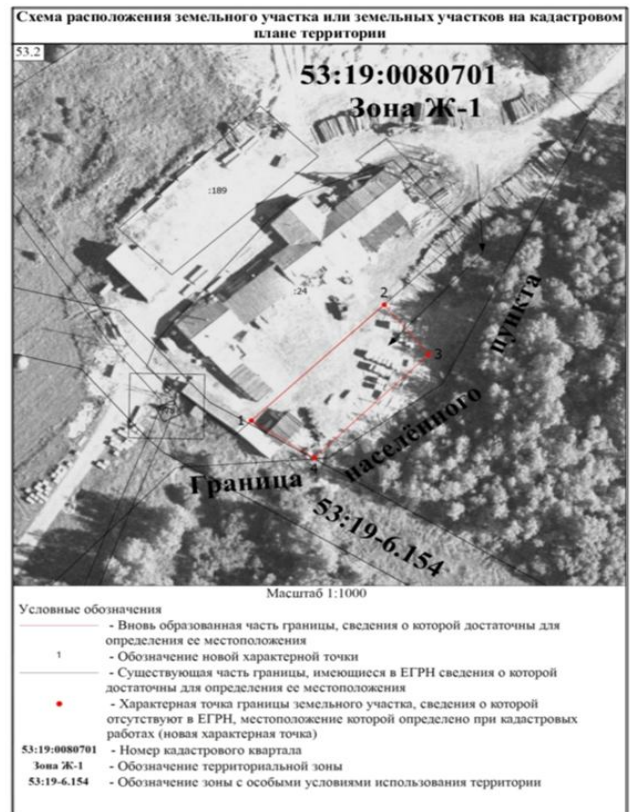 Схема расположения земельного участка или земельных участков на кадастровом
плане территории
53.2
53:19:0080701
Зона Ж-1
:189
:24
2
3
1
4
Граница населённого пункта
53:19-6.154
Масштаб 1:1000
Условные обозначения
- Вновь образованная часть границы, сведения о которой достаточны для
определения ее местоположения
1 - Обозначение новой характерной точки
- Существующая часть границы, имеющиеся в ЕГРН сведения о которой
достаточны для определения ее местоположения
- Характерная точка границы земельного участка, сведения о которой
отсутствуют в ЕГРН, местоположение которой определено при кадастровых
работах (новая характерная точка)
53:19:0080701 - Номер кадастрового квартала
Зона Ж-1 - Обозначение территориальной зоны
53:19-6.154 - Обозначение зоны с особыми условиями использования территории